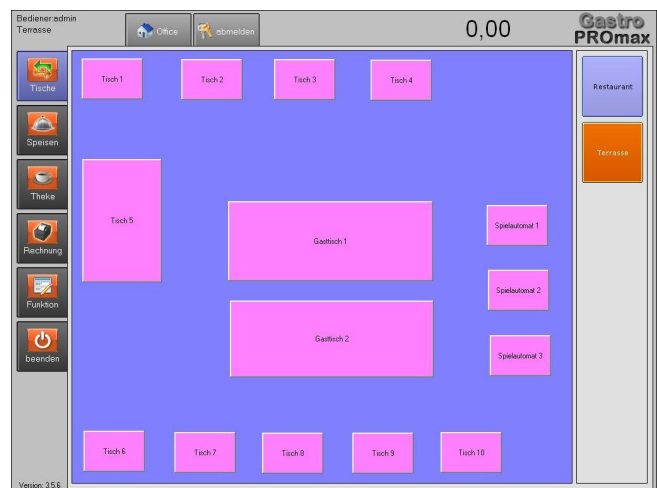 Bediener:admin
Terrasse
Office
abmelden
0,00
Gastro
PROmax
Tische
Speisen
Theke
Rechnung
Funktion
beenden
Version: 3.5.6
Tisch 1
Tisch 2
Tisch 3
Tisch 4
Tisch 5
Gasttisch 1
Spielautomat 1
Spielautomat 2
Gasttisch 2
Spielautomat 3
Tisch 6
Tisch 7
Tisch 8
Tisch 9
Tisch 10
Restaurant
Terrasse